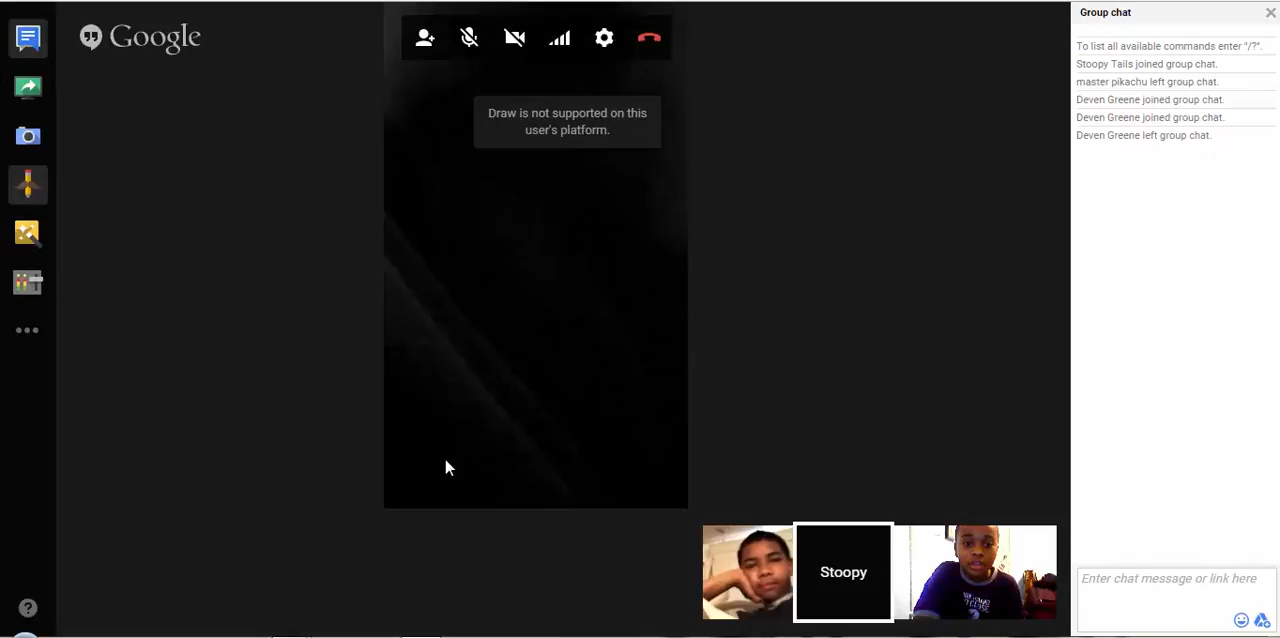 Google
Draw is not supported on this
user's platform.
Group chat
To list all available commands enter "/?".
Stoopy Tails joined group chat.
master pikachu left group chat.
Deven Greene joined group chat.
Deven Greene joined group chat.
Deven Greene left group chat.
Stoopy
Enter chat message or link here